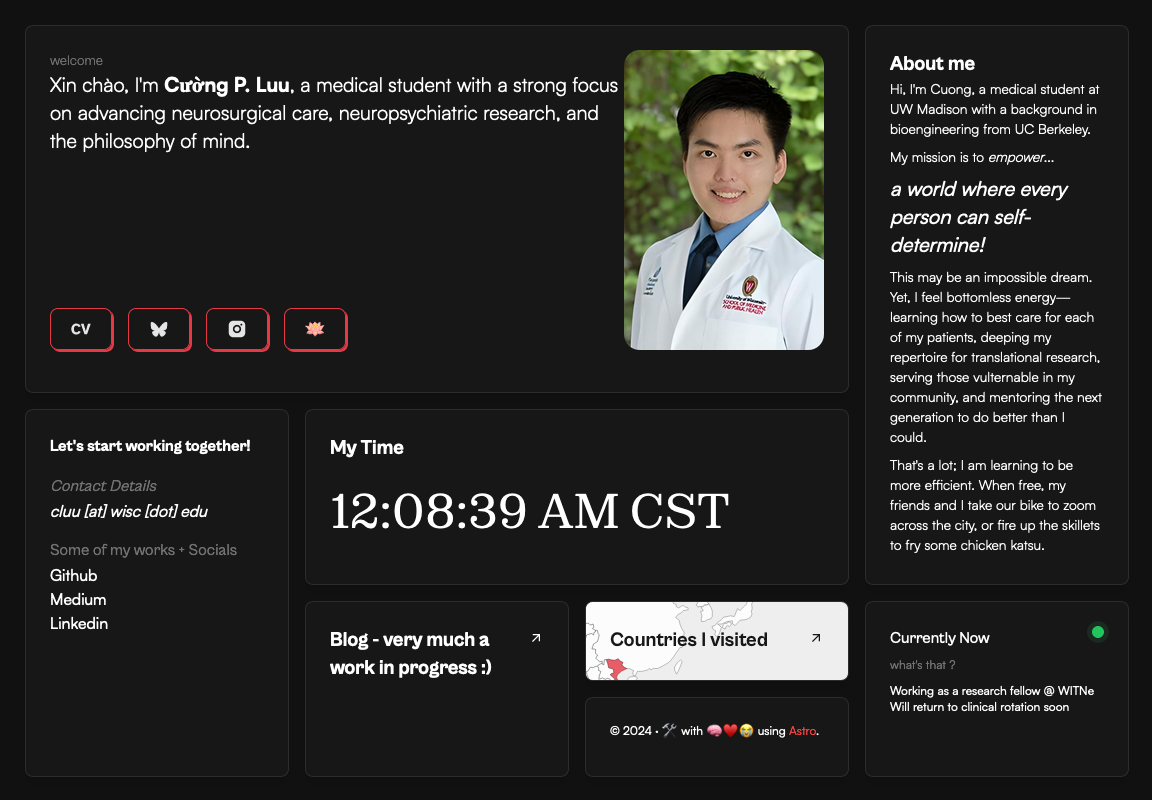 welcome
Xin chào, I'm Cường P. Luu, a medical student with a strong focus
on advancing neurosurgical care, neuropsychiatric research, and
the philosophy of mind.
CV
University of Wisconsin
SCHOOL OF MEDICINE
AND PUBLIC HEALTH
About me
Hi, I'm Cuong, a medical student at
UW Madison with a background in
bioengineering from UC Berkeley.
My mission is to empower...
a world where every
person can self-
determine!
This may be an impossible dream.
Yet, I feel bottomless energy—
learning how to best care for each
of my patients, deeping my
repertoire for translational research,
serving those vulternable in my
community, and mentoring the next
generation to do better than I
could.
That's a lot; I am learning to be
more efficient. When free, my
friends and I take our bike to zoom
across the city, or fire up the skillets
to fry some chicken katsu.
Let's start working together!
Contact Details
cluu [at] wisc [dot] edu
Some of my works + Socials
Github
Medium
Linkedin
My Time
12:08:39 AM CST
Blog - very much a
work in progress :)
Countries I visited
© 2024 · 🛠️ with 🧠❤️😭 using Astro.
Currently Now
what's that ?
Working as a research fellow @ WITNe
Will return to clinical rotation soon